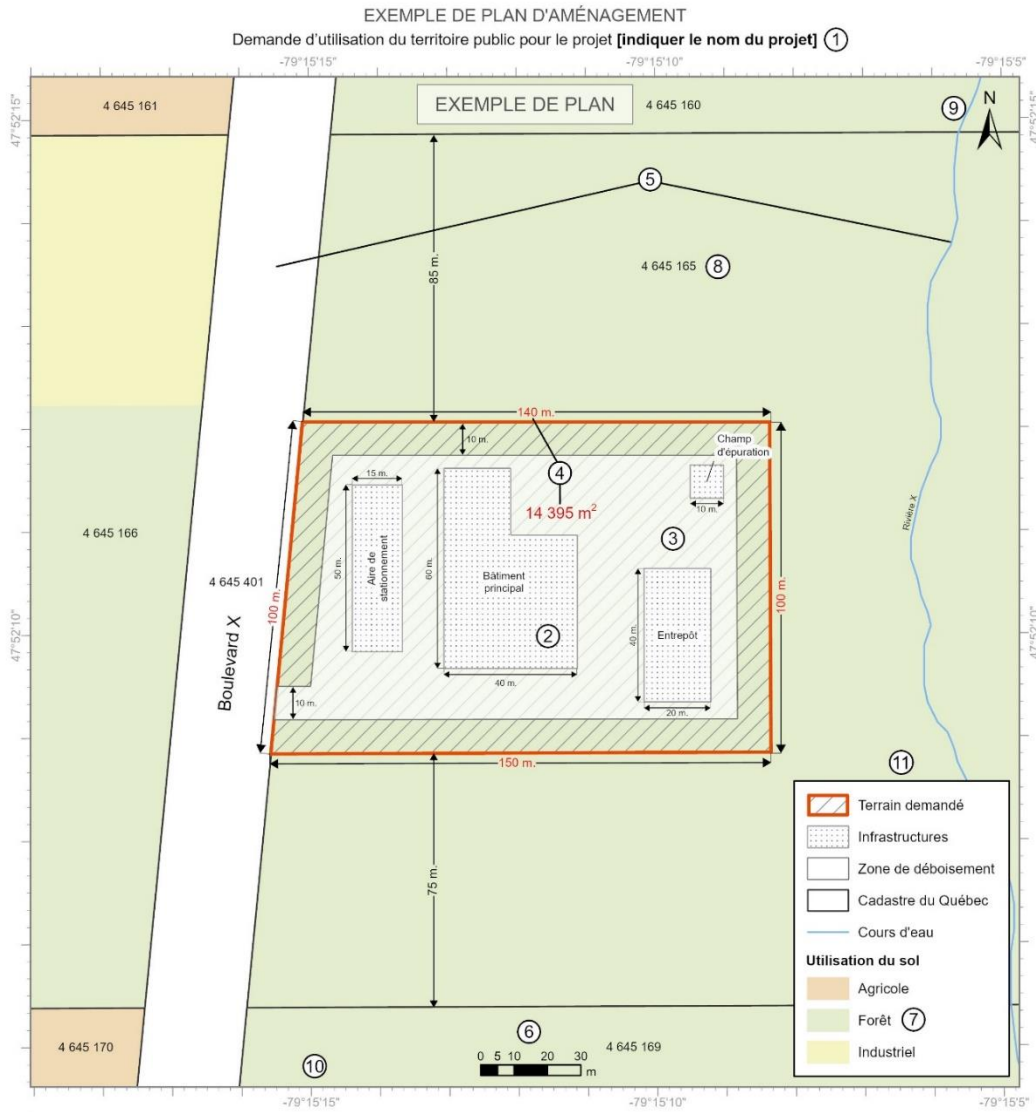 EXEMPLE DE PLAN D'AMÉNAGEMENT
Demande d'utilisation du territoire public pour le projet [indiquer le nom du projet] 1
-79°15'15" -79°15'10" -79°15'5"
47°52'15" 47°52'15"
4 645 161
EXEMPLE DE PLAN
4 645 160
9
N
5
85 m.
4 645 165 8
140 m.
10 m.
Champ
d'épuration
15 m.
4
10 m.
14 395 m²
Rivière X
4 645 166
50 m.
Aire de
stationnement
60 m.
Bâtiment
principal
3
4 645 401
100 m.
100 m.
2
40 m.
Entrepôt
47°52'10" 47°52'10"
Boulevard X
40 m.
10 m.
20 m.
150 m.
11
Terrain demandé
Infrastructures
Zone de déboisement
Cadastre du Québec
Cours d'eau
Utilisation du sol
Agricole
Forêt 7
Industriel
75 m.
6
4 645 170
10
0 5 10 20 30
m
4 645 169
-79°15'15" -79°15'10" -79°15'5"